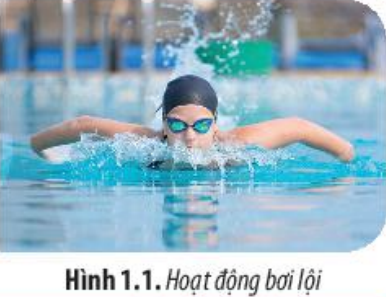 Hình 1.1. Hoạt động bơi lội